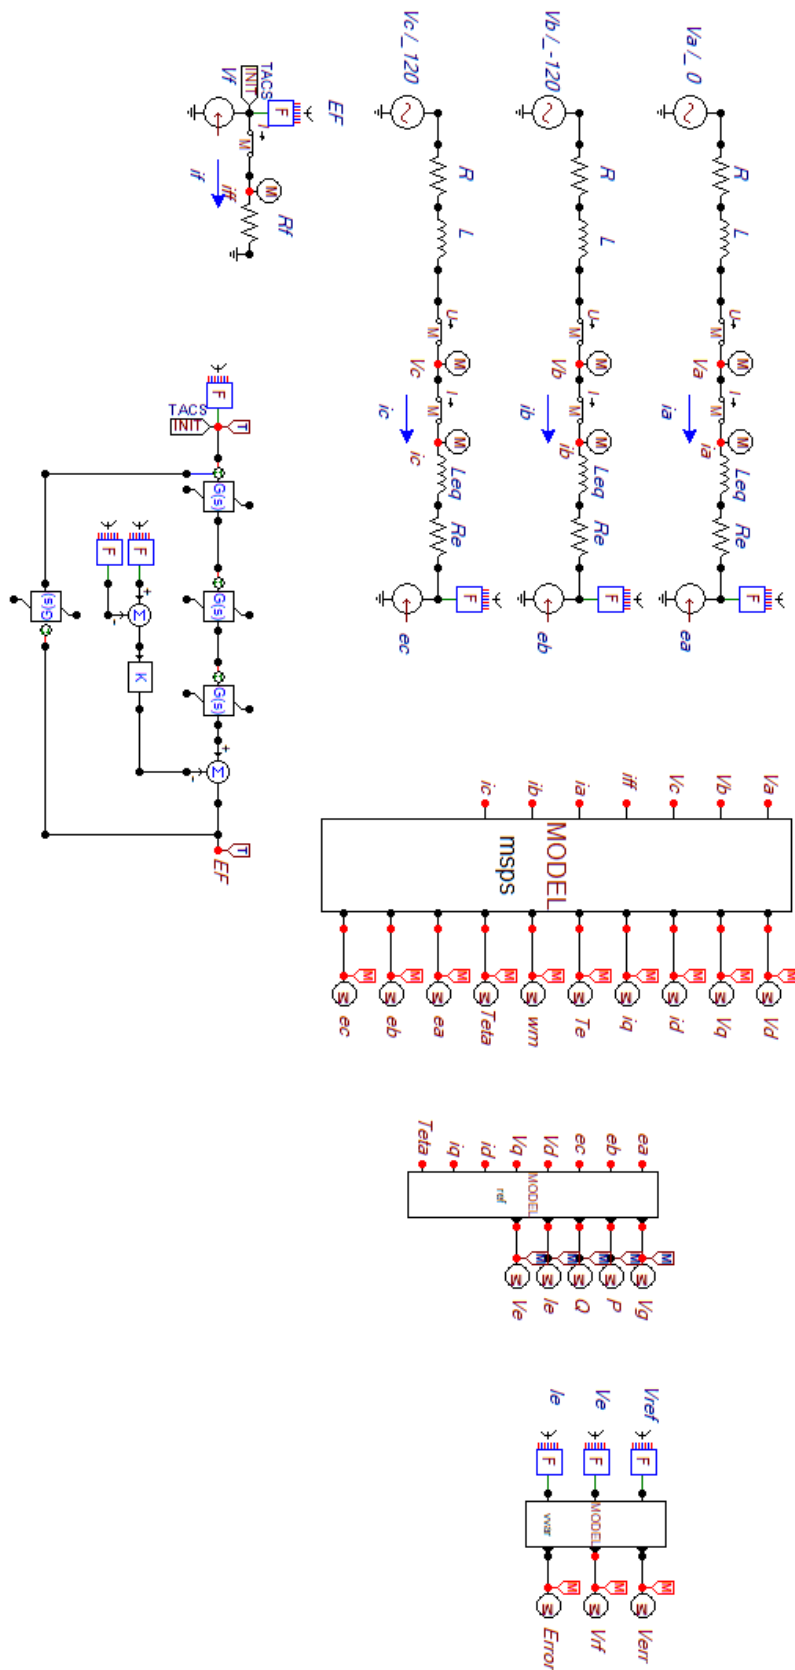 Va /_ 0
R
L
U
M
M
Va
I
M
ia
M
ia
Leq
Re
F
ea
Vb /_ -120
R
L
U
M
M
Vb
I
M
ib
M
ib
Leq
Re
F
eb
Vc /_ 120
R
L
U
M
M
Vc
I
M
ic
M
ic
Leq
Re
F
ec
EF
F
TACS
INIT
Vf
I
M
M
iff
if
Rf
F
TACS
INIT
T
G(s)
G(s)
G(s)
+
Σ
-
T
EF
F
F
+
Σ
-
K
G(s)
Va
Vb
Vc
iff
ia
ib
ic
MODEL
msps
M
Vd
M
Vq
M
id
M
iq
M
Te
M
wm
M
Teta
M
ea
M
eb
M
ec
ea
eb
ec
Vd
Vq
id
iq
Teta
MODEL
ref
M
Vg
M
P
M
Q
M
Ie
M
Ve
Vref
F
Ve
F
Ie
F
MODEL
vvar
M
Verr
M
Vrf
M
Error